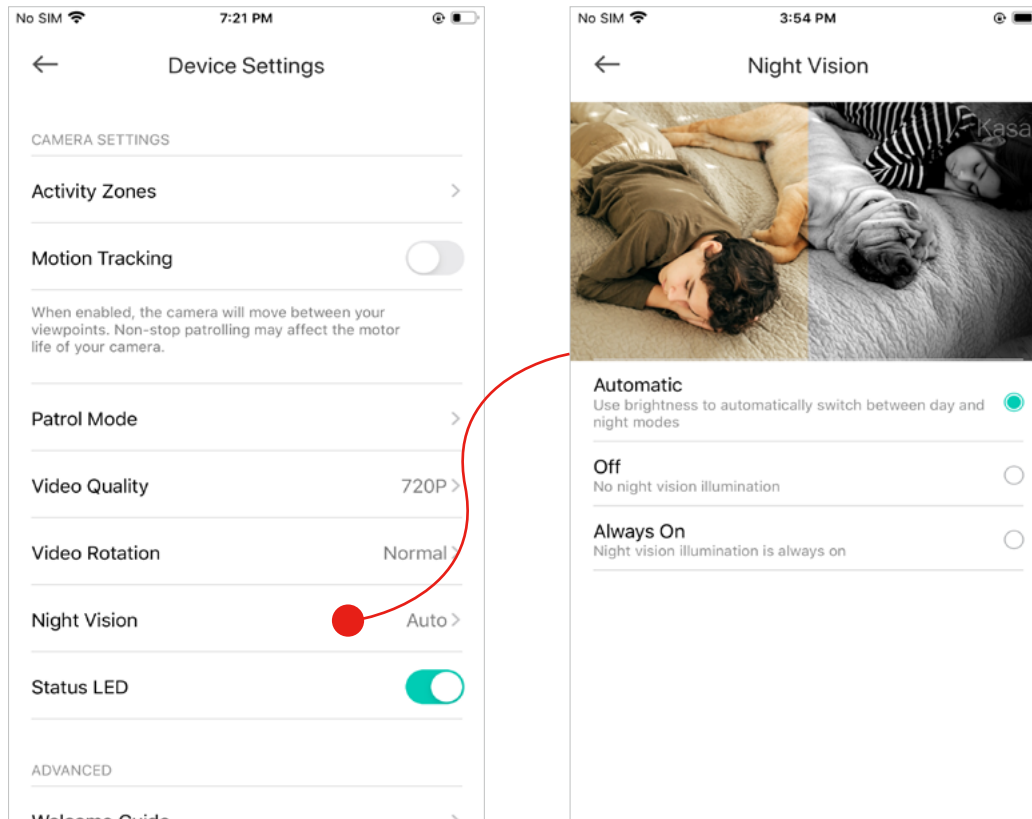 No SIM 7:21 PM
Device Settings
CAMERA SETTINGS
Activity Zones
Motion Tracking
When enabled, the camera will move between your
viewpoints. Non-stop patrolling may affect the motor
life of your camera.
Patrol Mode
Video Quality 720P
Video Rotation Normal
Night Vision Auto
Status LED
ADVANCED
Welcome Guide
No SIM 3:54 PM
Night Vision
Kasa
Automatic
Use brightness to automatically switch between day and
night modes
Off
No night vision illumination
Always On
Night vision illumination is always on